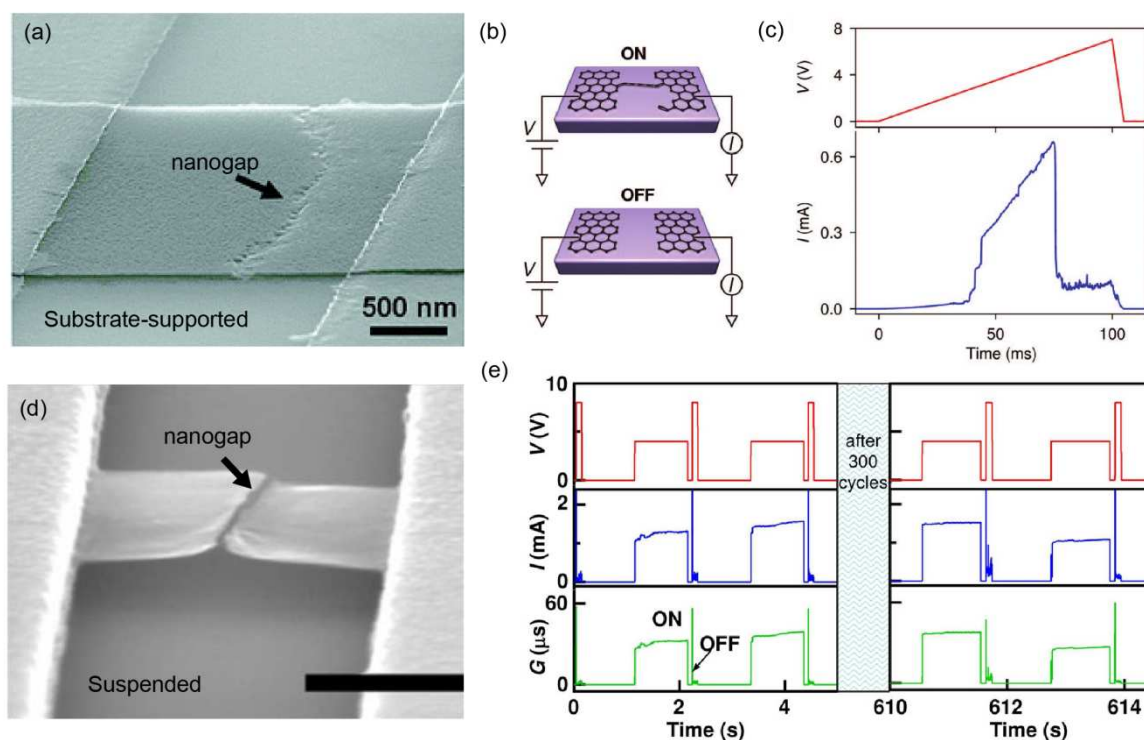 (a)
nanogap
Substrate-supported
500 nm
(b)
ON
V
I
OFF
V
I
(c)
8
4
0
V (V)
0.6
0.3
0.0
I (mA)
0
50
100
Time (ms)
(d)
nanogap
Suspended
(e)
10
0
V (V)
2
0
I (mA)
60
0
G (μs)
ON
OFF
after
300
cycles
0
2
4
610
612
614
Time (s)
Time (s)